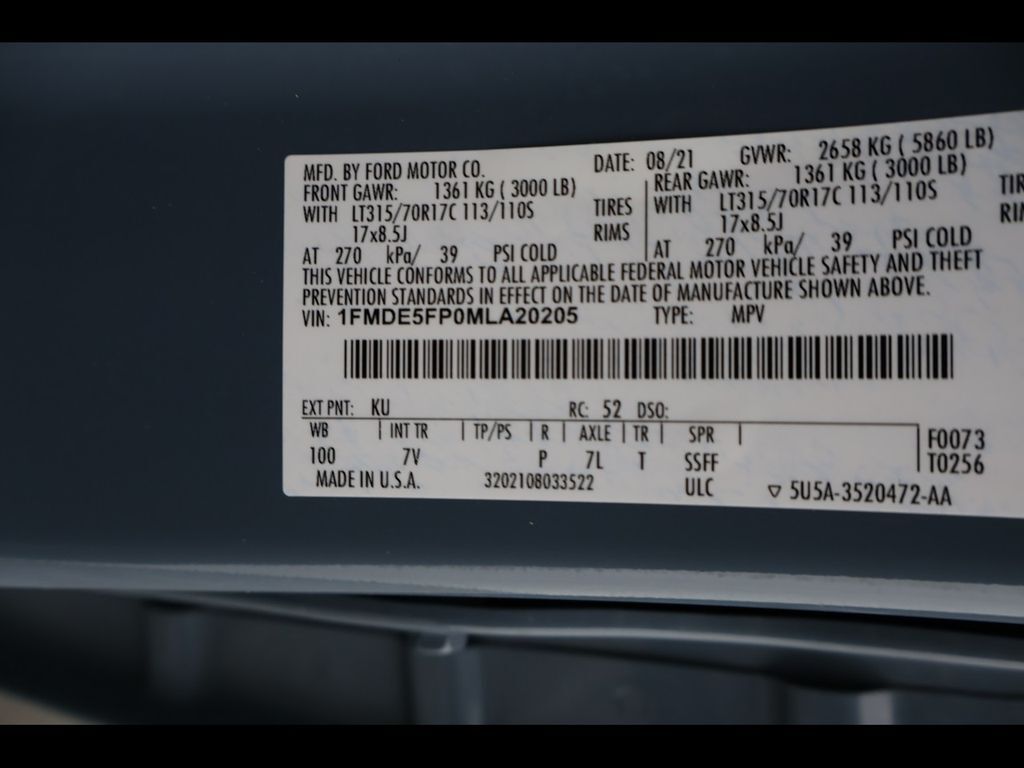 MFD. BY FORD MOTOR CO. DATE: 08/21 GVWR: 2658 KG ( 5860 LB)
FRONT GAWR: 1361 KG ( 3000 LB) REAR GAWR: 1361 KG ( 3000 LB)
WITH LT315/70R17C 113/110S TIRES WITH LT315/70R17C 113/110S TIR
17x8.5J RIMS 17x8.5J RI
AT 270 kPa/ 39 PSI COLD AT 270 kPa/ 39 PSI COLD
THIS VEHICLE CONFORMS TO ALL APPLICABLE FEDERAL MOTOR VEHICLE SAFETY AND THEFT
PREVENTION STANDARDS IN EFFECT ON THE DATE OF MANUFACTURE SHOWN ABOVE.
VIN: 1FMDE5FP0MLA20205 TYPE: MPV
EXT PNT: KU RC: 52 DSO:
WB INT TR TP/PS R AXLE TR SPR F0073
100 7V P 7L T SSFF T0256
MADE IN U.S.A. 3202108033522 ULC ▽ 5U5A-3520472-AA